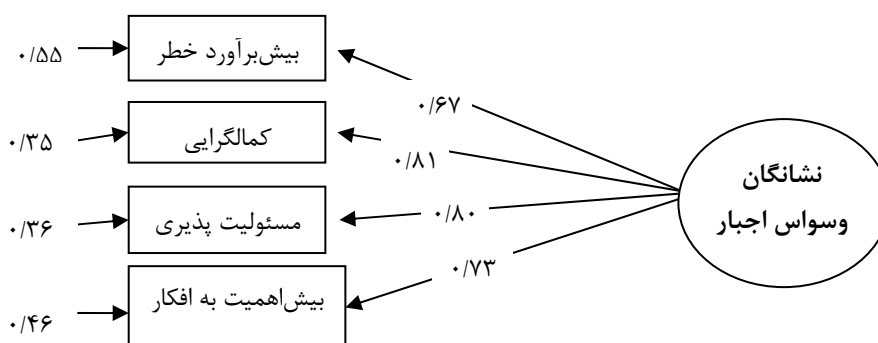 بیش‌برآورد خطر
۰/۵۵
۰/۶۷
کمالگرایی
۰/۳۵
۰/۸۱
نشانگان
وسواس اجبار
مسئولیت پذیری
۰/۳۶
۰/۸۰
بیش‌اهمیت به افکار
۰/۴۶
۰/۷۳